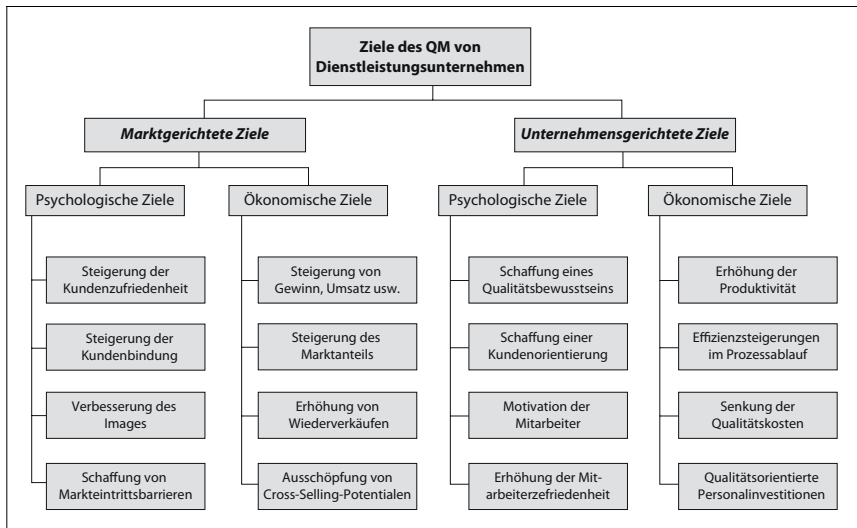 Ziele des QM von
Dienstleistungsunternehmen
Marktgerichtete Ziele
Unternehmensgerichtete Ziele
Psychologische Ziele
Ökonomische Ziele
Psychologische Ziele
Ökonomische Ziele
Steigerung der
Kundenzufriedenheit
Steigerung der
Kundenbindung
Verbesserung des
Images
Schaffung von
Markteintrittsbarrieren
Steigerung von
Gewinn, Umsatz usw.
Steigerung des
Marktanteils
Erhöhung von
Wiederverkäufen
Ausschöpfung von
Cross-Selling-Potentialen
Schaffung eines
Qualitätsbewusstseins
Schaffung einer
Kundenorientierung
Motivation der
Mitarbeiter
Erhöhung der Mit-
arbeiterzefriedenheit
Erhöhung der
Produktivität
Effizienzsteigerungen
im Prozessablauf
Senkung der
Qualitätskosten
Qualitätsorientierte
Personalinvestitionen